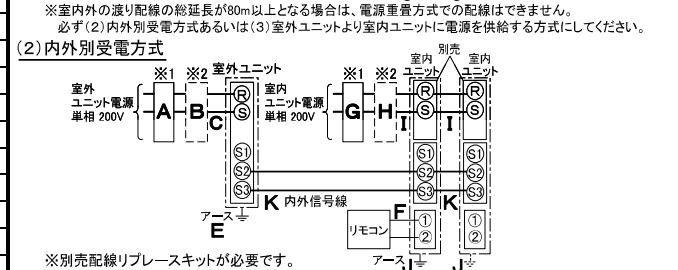 ※室内外の渡り配線の総延長が80m以上となる場合は、電源重畳方式での配線はできません。
必ず(2)内外別受電方式あるいは(3)室外ユニットより室内ユニットに電源を供給する方式にしてください。
(2)内外別受電方式
別売
※1 ※2 室外ユニット ※1 ※2 室内ユニット 室内ユニット
室外
ユニット電源
単相 200V
A B C R S
室内
ユニット電源
単相 200V
G H I R S I R S
S1 S1 S1
S2 S2 S2
S3 S3 S3
K 内外信号線 K
アース
E
リモコン F ① ①
② ②
アース J J
※別売配線リプレースキットが必要です。